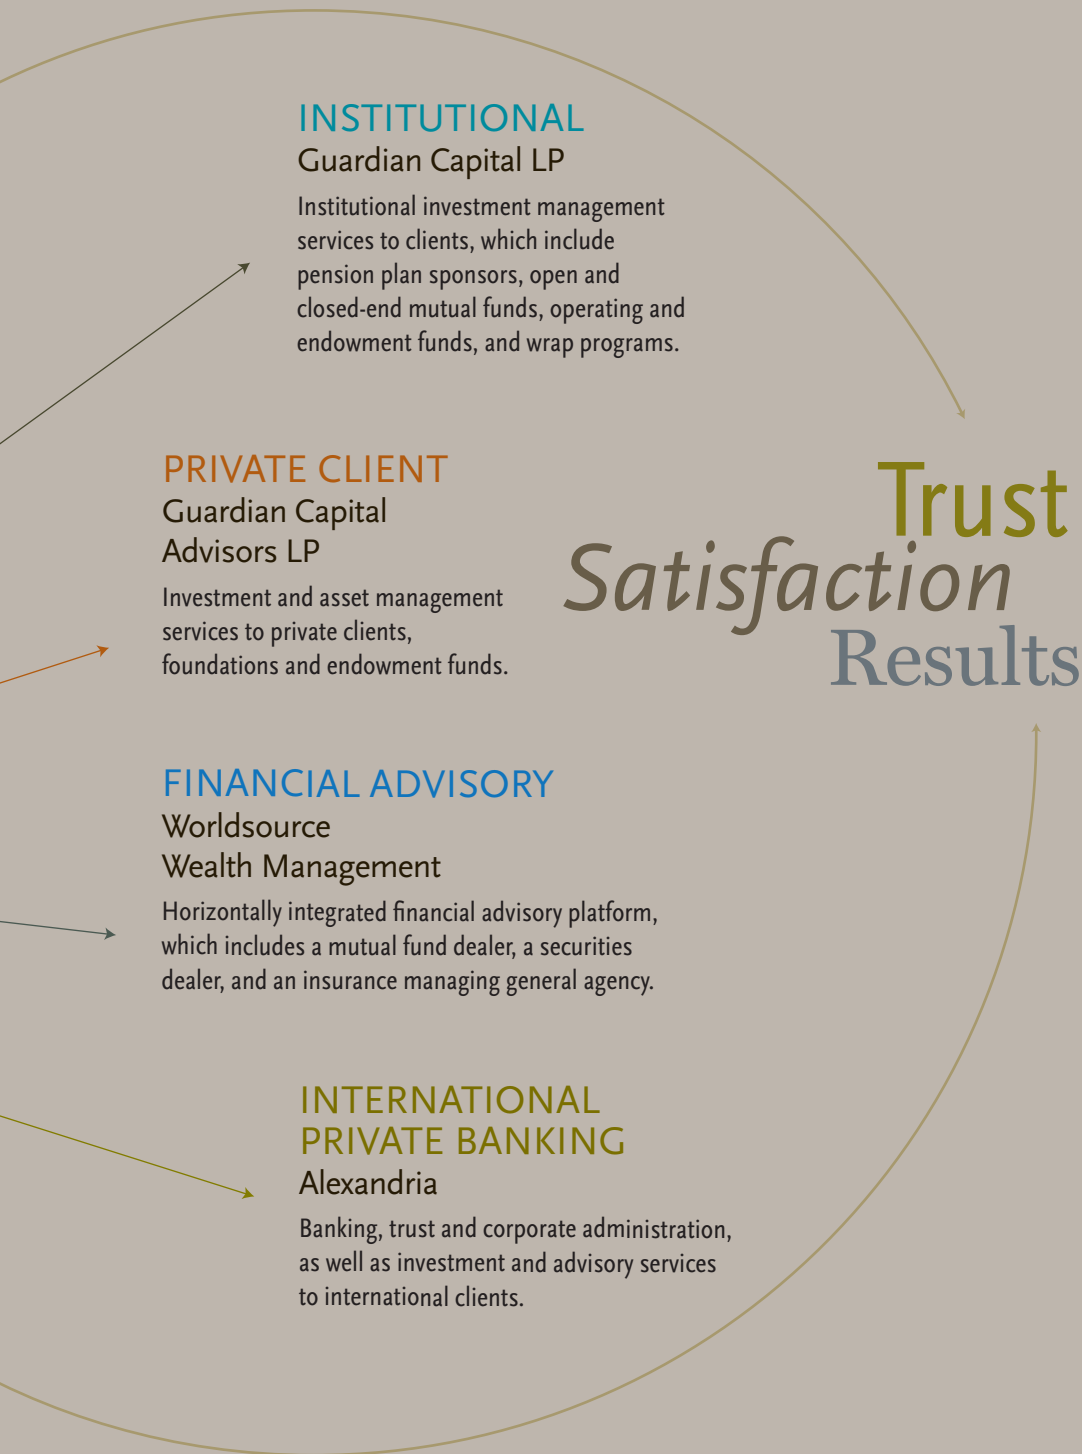 INSTITUTIONAL
Guardian Capital LP
Institutional investment management
services to clients, which include
pension plan sponsors, open and
closed-end mutual funds, operating and
endowment funds, and wrap programs.
PRIVATE CLIENT
Guardian Capital
Advisors LP
Investment and asset management
services to private clients,
foundations and endowment funds.
Trust
Satisfaction
Results
FINANCIAL ADVISORY
Worldsource
Wealth Management
Horizontally integrated financial advisory platform,
which includes a mutual fund dealer, a securities
dealer, and an insurance managing general agency.
INTERNATIONAL
PRIVATE BANKING
Alexandria
Banking, trust and corporate administration,
as well as investment and advisory services
to international clients.